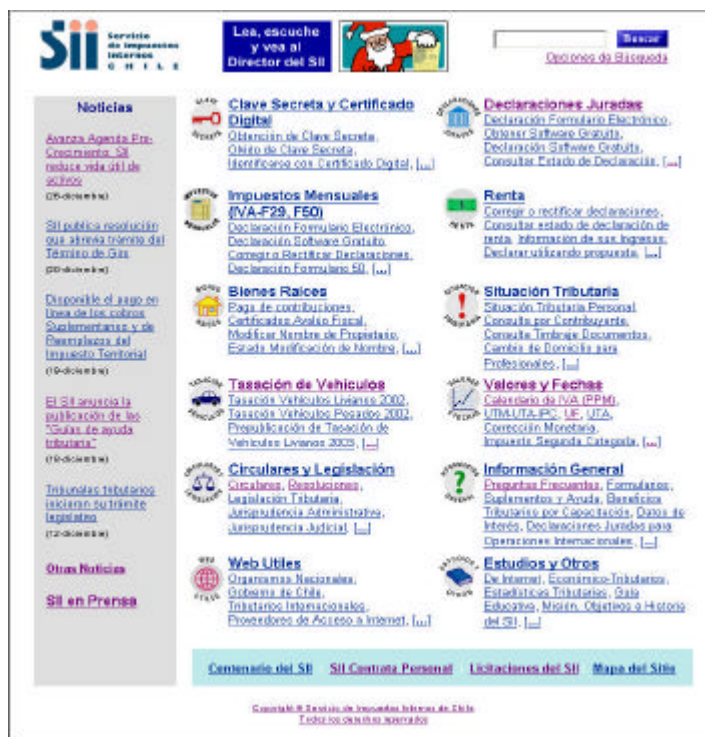 Sii
Servicio
de Impuestos
Internos
CHILE
Lea, escuche
y vea al
Director del SII
Buscar
Opciones de Búsqueda
Noticias
Avanza Agenda Pro-
Crecimiento: SII
reduce vida útil de
activos
(26-diciembre)
SII publica resolución
que abrevia trámite del
Término de Giro
(20-diciembre)
Disponible el pago en
línea de los cobros
Suplementarios y de
Reemplazos del
Impuesto Territorial
(19-diciembre)
El SII anuncia la
publicación de las
"Guías de ayuda
tributaria"
(18-diciembre)
Tribunales tributarios
iniciaron su trámite
legislativo
(12-diciembre)
Otras Noticias
SII en Prensa
Clave Secreta y Certificado
Digital
Obtención de Clave Secreta,
Olvido de Clave Secreta,
Identificarse con Certificado Digital, [...]
Declaraciones Juradas
Declaración Formulario Electrónico,
Obtener Software Gratuito,
Declaración Software Gratuito,
Consultar Estado de Declaración, [...]
Impuestos Mensuales
(IVA-F29, F50)
Declaración Formulario Electrónico,
Declaración Software Gratuito,
Corregir o Rectificar Declaraciones,
Declaración Formulario 50, [...]
Renta
Corregir o rectificar declaraciones,
Consultar estado de declaración de
renta, Información de sus Ingresos,
Declarar utilizando propuesta, [...]
Bienes Raíces
Pago de contribuciones,
Certificados Avalúo Fiscal,
Modificar Nombre de Propietario,
Estado Modificación de Nombre, [...]
Situación Tributaria
Situación Tributaria Personal,
Consulta por Contribuyente,
Consulta Timbraje Documentos,
Cambio de Domicilio para
Profesionales, [...]
Tasación de Vehículos
Tasación Vehículos Livianos 2002,
Tasación Vehículos Pesados 2002,
Prepublicación de Tasación de
Vehículos Livianos 2003, [...]
Valores y Fechas
Calendario de IVA (PPM),
UTM-UTA-IPC, UF, UTA,
Corrección Monetaria,
Impuesto Segunda Categoría, [...]
Circulares y Legislación
Circulares, Resoluciones,
Legislación Tributaria,
Jurisprudencia Administrativa,
Jurisprudencia Judicial, [...]
Información General
Preguntas Frecuentes, Formularios,
Suplementos y Ayuda, Beneficio
Tributario por Capacitación, Datos de
Interés, Declaraciones Juradas para
Operaciones Internacionales, [...]
Web Utiles
Organismos Nacionales,
Gobierno de Chile,
Tributarios Internacionales,
Proveedores de Acceso a Internet, [...]
Estudios y Otros
De Internet, Económico-Tributarios,
Estadísticas Tributarias, Guía
Educativa, Misión, Objetivos e Historia
del SII, [...]
Centenario del SII SII Contrata Personal Licitaciones del SII Mapa del Sitio
Copyright © Servicio de Impuestos Internos de Chile
Todos los derechos reservados